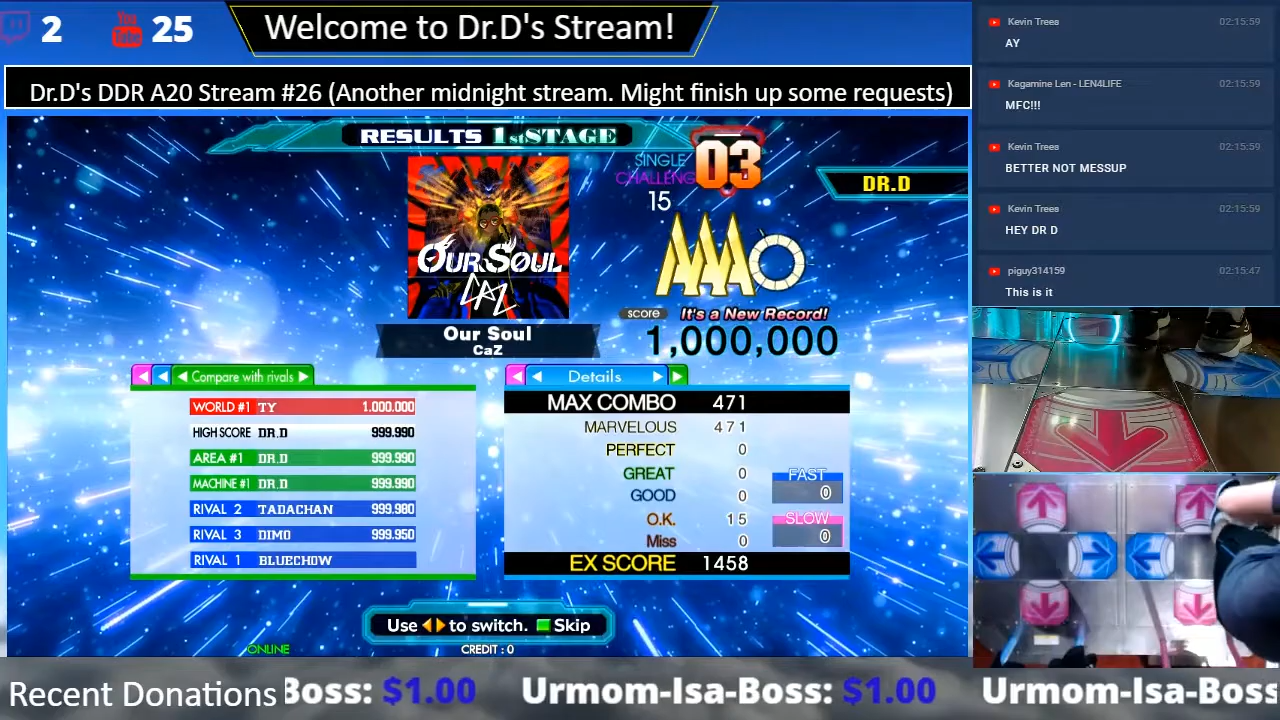 2
You Tube 25
Welcome to Dr.D's Stream!
Dr.D's DDR A20 Stream #26 (Another midnight stream. Might finish up some requests)
RESULTS 1stSTAGE
SINGLE
CHALLENG
15
03
DR.D
OUR SOUL
CAZ
AAA
score It's a New Record!
1,000,000
Our Soul
CaZ
Compare with rivals
WORLD #1 TY 1.000.000
HIGH SCORE DR.D 999.990
AREA #1 DR.D 999.990
MACHINE #1 DR.D 999.990
RIVAL 2 TADACHAN 999.980
RIVAL 3 DIMO 999.950
RIVAL 1 BLUECHOW
Details
MAX COMBO 471
MARVELOUS 471
PERFECT 0
GREAT 0
GOOD 0
O.K. 15
Miss 0
EX SCORE 1458
FAST
0
SLOW
0
Use to switch. Skip
ONLINE
CREDIT : 0
Kevin Trees 02:15:59
AY
Kagamine Len - LEN4LIFE 02:15:59
MFC!!!
Kevin Trees 02:15:59
BETTER NOT MESSUP
Kevin Trees 02:15:59
HEY DR D
piguy314159 02:15:47
This is it
Recent Donations Boss: $1.00 Urmom-Isa-Boss: $1.00 Urmom-Isa-Boss